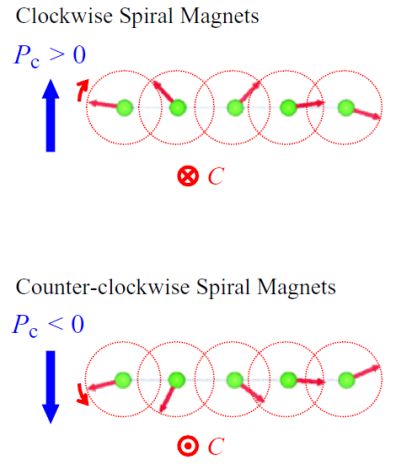 Clockwise Spiral Magnets
Pc > 0
C
Counter-clockwise Spiral Magnets
Pc < 0
C